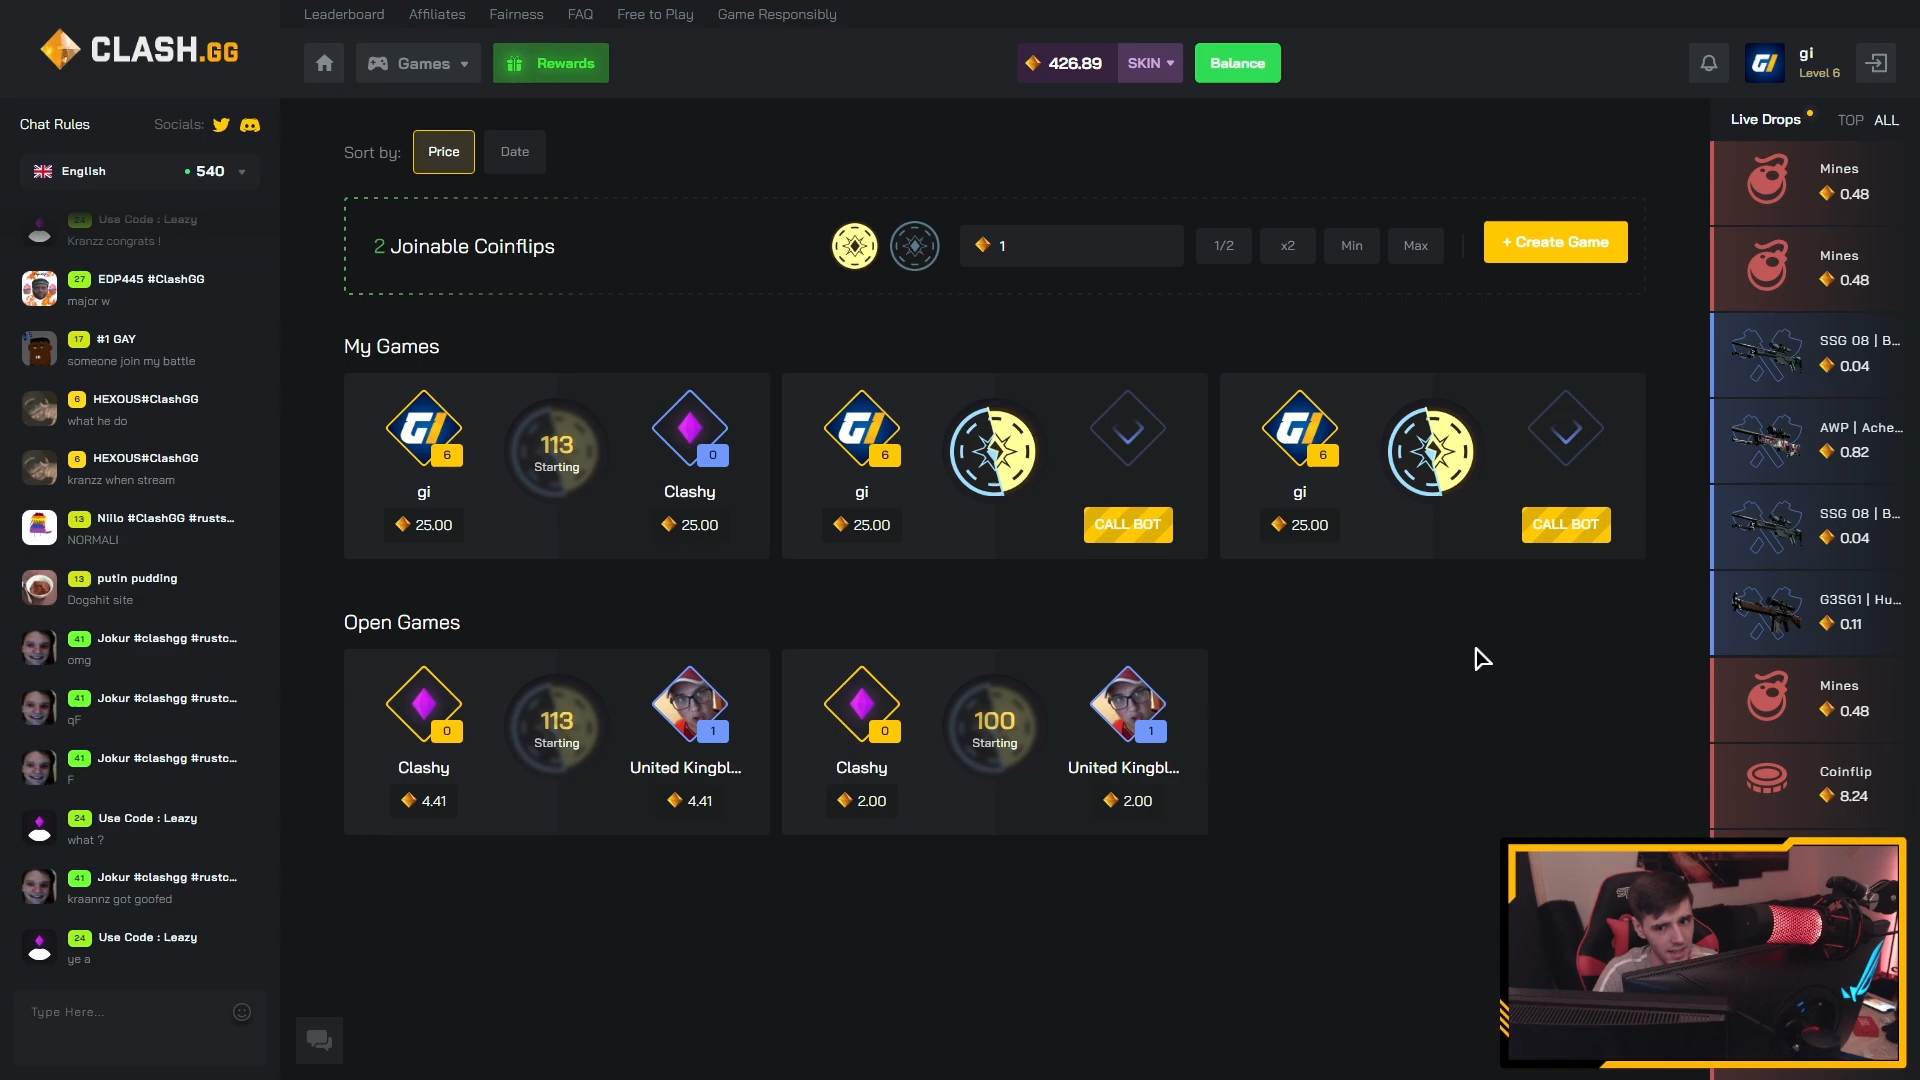 Leaderboard Affiliates Fairness FAQ Free to Play Game Responsibly
CLASH.GG
Games
Rewards
426.89
SKIN
Balance
gi
Level 6
Chat Rules
Socials:
English
540
24 Use Code : Leazy
Kranzz congrats !
27 EDP445 #ClashGG
major w
17 #1 GAY
someone join my battle
6 HEXOUS#ClashGG
what he do
6 HEXOUS#ClashGG
kranzz when stream
13 Niilo #ClashGG #rusts...
NORMALI
13 putin pudding
Dogshit site
41 Jokur #clashgg #rustc...
omg
41 Jokur #clashgg #rustc...
qF
41 Jokur #clashgg #rustc...
F
24 Use Code : Leazy
what ?
41 Jokur #clashgg #rustc...
kraannz got goofed
24 Use Code : Leazy
ye a
Type Here...
Sort by:
Price
Date
2 Joinable Coinflips
1
1/2
x2
Min
Max
+ Create Game
My Games
GI
6
gi
25.00
113
Starting
0
Clashy
25.00
GI
6
gi
25.00
CALL BOT
GI
6
gi
25.00
CALL BOT
Open Games
0
Clashy
4.41
113
Starting
1
United Kingbl...
4.41
0
Clashy
2.00
100
Starting
1
United Kingbl...
2.00
Live Drops
TOP ALL
Mines
0.48
Mines
0.48
SSG 08 | B...
0.04
AWP | Ache...
0.82
SSG 08 | B...
0.04
G3SG1 | Hu...
0.11
Mines
0.48
Coinflip
8.24